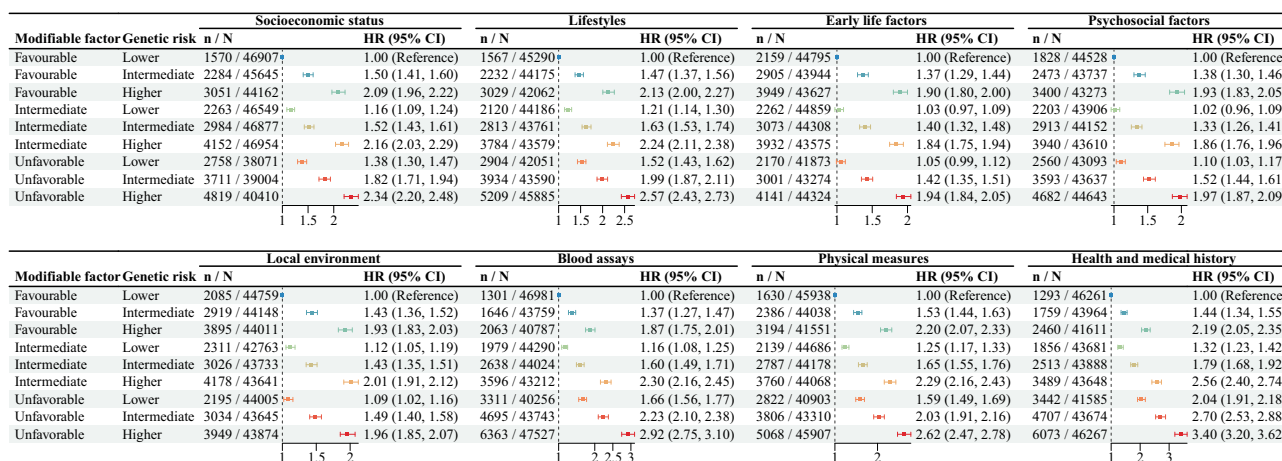 Socioeconomic status Lifestyles Early life factors Psychosocial factors
Modifiable factor Genetic risk n / N HR (95% CI) n / N HR (95% CI) n / N HR (95% CI) n / N HR (95% CI)
Favourable Lower 1570 / 46907 1.00 (Reference) 1567 / 45290 1.00 (Reference) 2159 / 44795 1.00 (Reference) 1828 / 44528 1.00 (Reference)
Favourable Intermediate 2284 / 45645 1.50 (1.41, 1.60) 2232 / 44175 1.47 (1.37, 1.56) 2905 / 43944 1.37 (1.29, 1.44) 2473 / 43737 1.38 (1.30, 1.46)
Favourable Higher 3051 / 44162 2.09 (1.96, 2.22) 3029 / 42062 2.13 (2.00, 2.27) 3949 / 43627 1.90 (1.80, 2.00) 3400 / 43273 1.93 (1.83, 2.05)
Intermediate Lower 2263 / 46549 1.16 (1.09, 1.24) 2120 / 44186 1.21 (1.14, 1.30) 2262 / 44859 1.03 (0.97, 1.09) 2203 / 43906 1.02 (0.96, 1.09)
Intermediate Intermediate 2984 / 46877 1.52 (1.43, 1.61) 2813 / 43761 1.63 (1.53, 1.74) 3073 / 44308 1.40 (1.32, 1.48) 2913 / 44152 1.33 (1.26, 1.41)
Intermediate Higher 4152 / 46954 2.16 (2.03, 2.29) 3784 / 43579 2.24 (2.11, 2.38) 3932 / 43575 1.84 (1.75, 1.94) 3940 / 43610 1.86 (1.76, 1.96)
Unfavorable Lower 2758 / 38071 1.38 (1.30, 1.47) 2904 / 42051 1.52 (1.43, 1.62) 2170 / 41873 1.05 (0.99, 1.12) 2560 / 43093 1.10 (1.03, 1.17)
Unfavorable Intermediate 3711 / 39004 1.82 (1.71, 1.94) 3934 / 43590 1.99 (1.87, 2.11) 3001 / 43274 1.42 (1.35, 1.51) 3593 / 43637 1.52 (1.44, 1.61)
Unfavorable Higher 4819 / 40410 2.34 (2.20, 2.48) 5209 / 45885 2.57 (2.43, 2.73) 4141 / 44324 1.94 (1.84, 2.05) 4682 / 44643 1.97 (1.87, 2.09)
1 1.5 2 1 1.5 2 2.5 1 1.5 2 1 1.5 2
Local environment Blood assays Physical measures Health and medical history
Modifiable factor Genetic risk n / N HR (95% CI) n / N HR (95% CI) n / N HR (95% CI) n / N HR (95% CI)
Favourable Lower 2085 / 44759 1.00 (Reference) 1301 / 46981 1.00 (Reference) 1630 / 45938 1.00 (Reference) 1293 / 46261 1.00 (Reference)
Favourable Intermediate 2919 / 44148 1.43 (1.36, 1.52) 1646 / 43759 1.37 (1.27, 1.47) 2386 / 44038 1.53 (1.44, 1.63) 1759 / 43964 1.44 (1.34, 1.55)
Favourable Higher 3895 / 44011 1.93 (1.83, 2.03) 2063 / 40787 1.87 (1.75, 2.01) 3194 / 41551 2.20 (2.07, 2.33) 2460 / 41611 2.19 (2.05, 2.35)
Intermediate Lower 2311 / 42763 1.12 (1.05, 1.19) 1979 / 44290 1.16 (1.08, 1.25) 2139 / 44686 1.25 (1.17, 1.33) 1856 / 43681 1.32 (1.23, 1.42)
Intermediate Intermediate 3026 / 43733 1.43 (1.35, 1.51) 2638 / 44024 1.60 (1.49, 1.71) 2787 / 44178 1.65 (1.55, 1.76) 2513 / 43888 1.79 (1.68, 1.92)
Intermediate Higher 4178 / 43641 2.01 (1.91, 2.12) 3596 / 43212 2.30 (2.16, 2.45) 3760 / 44068 2.29 (2.16, 2.43) 3489 / 43648 2.56 (2.40, 2.74)
Unfavorable Lower 2195 / 44005 1.09 (1.02, 1.16) 3311 / 40256 1.66 (1.56, 1.77) 2822 / 40903 1.59 (1.49, 1.69) 3442 / 41585 2.04 (1.91, 2.18)
Unfavorable Intermediate 3034 / 43645 1.49 (1.40, 1.58) 4695 / 43743 2.23 (2.10, 2.38) 3806 / 43310 2.03 (1.91, 2.16) 4707 / 43674 2.70 (2.53, 2.88)
Unfavorable Higher 3949 / 43874 1.96 (1.85, 2.07) 6363 / 47527 2.92 (2.75, 3.10) 5068 / 45907 2.62 (2.47, 2.78) 6073 / 46267 3.40 (3.20, 3.62)
1 1.5 2 1 2 2.5 3 1 2 1 2 3